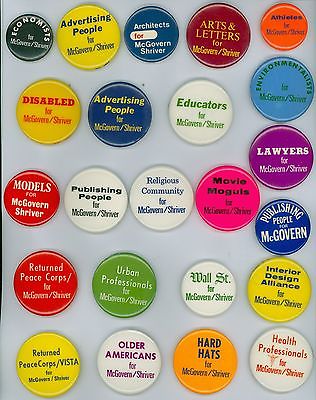 ECONOMISTS
for
McGovern/Shriver
Advertising
People
for
McGovern/Shriver
Architects
for
McGovern
Shriver
ARTS &
LETTERS
for
McGovern/Shriver
Athletes
for
McGovern/Shriver
DISABLED
for
McGovern/Shriver
Advertising
People
for
McGovern/Shriver
Educators
for
McGovern/Shriver
ENVIRONMENTALISTS
for
McGovern/Shriver
LAWYERS
for
McGovern/Shriver
MODELS
for
McGovern
Shriver
Publishing
People
for
McGovern/Shriver
Religious
Community
for
McGovern/Shriver
Movie
Moguls
for
McGovern/Shriver
PUBLISHING
PEOPLE
for
McGOVERN
Returned
Peace Corps/
for
McGovern/Shriver
Urban
Professionals
for
McGovern/Shriver
Wall St.
for
McGovern/Shriver
Interior
Design
Alliance
for
McGovern/Shriver
Returned
PeaceCorps/VISTA
for
McGovern/Shriver
OLDER
AMERICANS
for
McGovern/Shriver
HARD
HATS
for
McGovern/Shriver
Health
Professionals
for
McGovern/Shriver